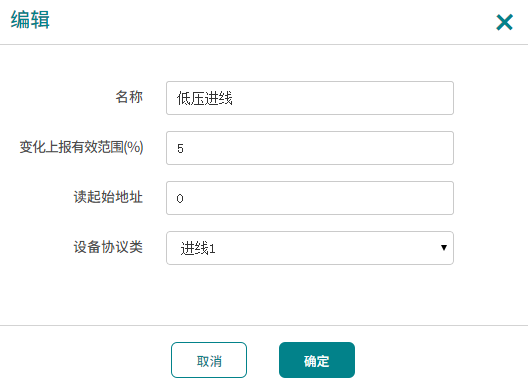 编辑
名称 低压进线
变化上报有效范围(%) 5
读起始地址 0
设备协议类 进线1
取消 确定